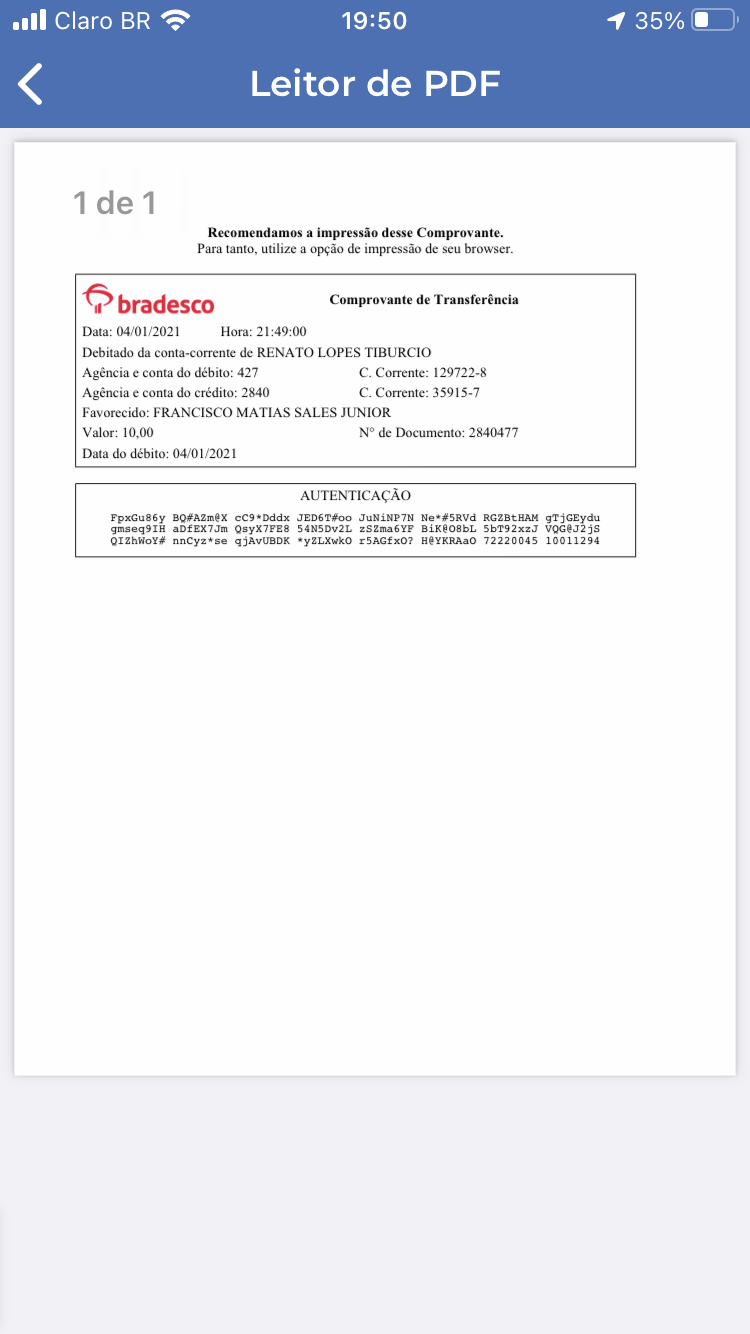 Claro BR 19:50 35%
Leitor de PDF
1 de 1
Recomendamos a impressão desse Comprovante.
Para tanto, utilize a opção de impressão de seu browser.
bradesco Comprovante de Transferência
Data: 04/01/2021 Hora: 21:49:00
Debitado da conta-corrente de RENATO LOPES TIBURCIO
Agência e conta do débito: 427 C. Corrente: 129722-8
Agência e conta do crédito: 2840 C. Corrente: 35915-7
Favorecido: FRANCISCO MATIAS SALES JUNIOR
Valor: 10,00 N° de Documento: 2840477
Data do débito: 04/01/2021
AUTENTICAÇÃO
FpxGu86y BQ#AZm@X cC9*Dddx JED6T#oo JuNiNP7N Ne*#5RVd RGZBtHAM gTjGEydu
gmseq9IH aDfEX7Jm QsyX7FE8 54N5Dv2L zSZma6YF BiK@O8bL 5bT92xzJ VQG@J2jS
QIZhWoY# nnCyz*se qjAvUBDK *yZLXwkO r5AGfxO? H@YKRAaO 72220045 10011294